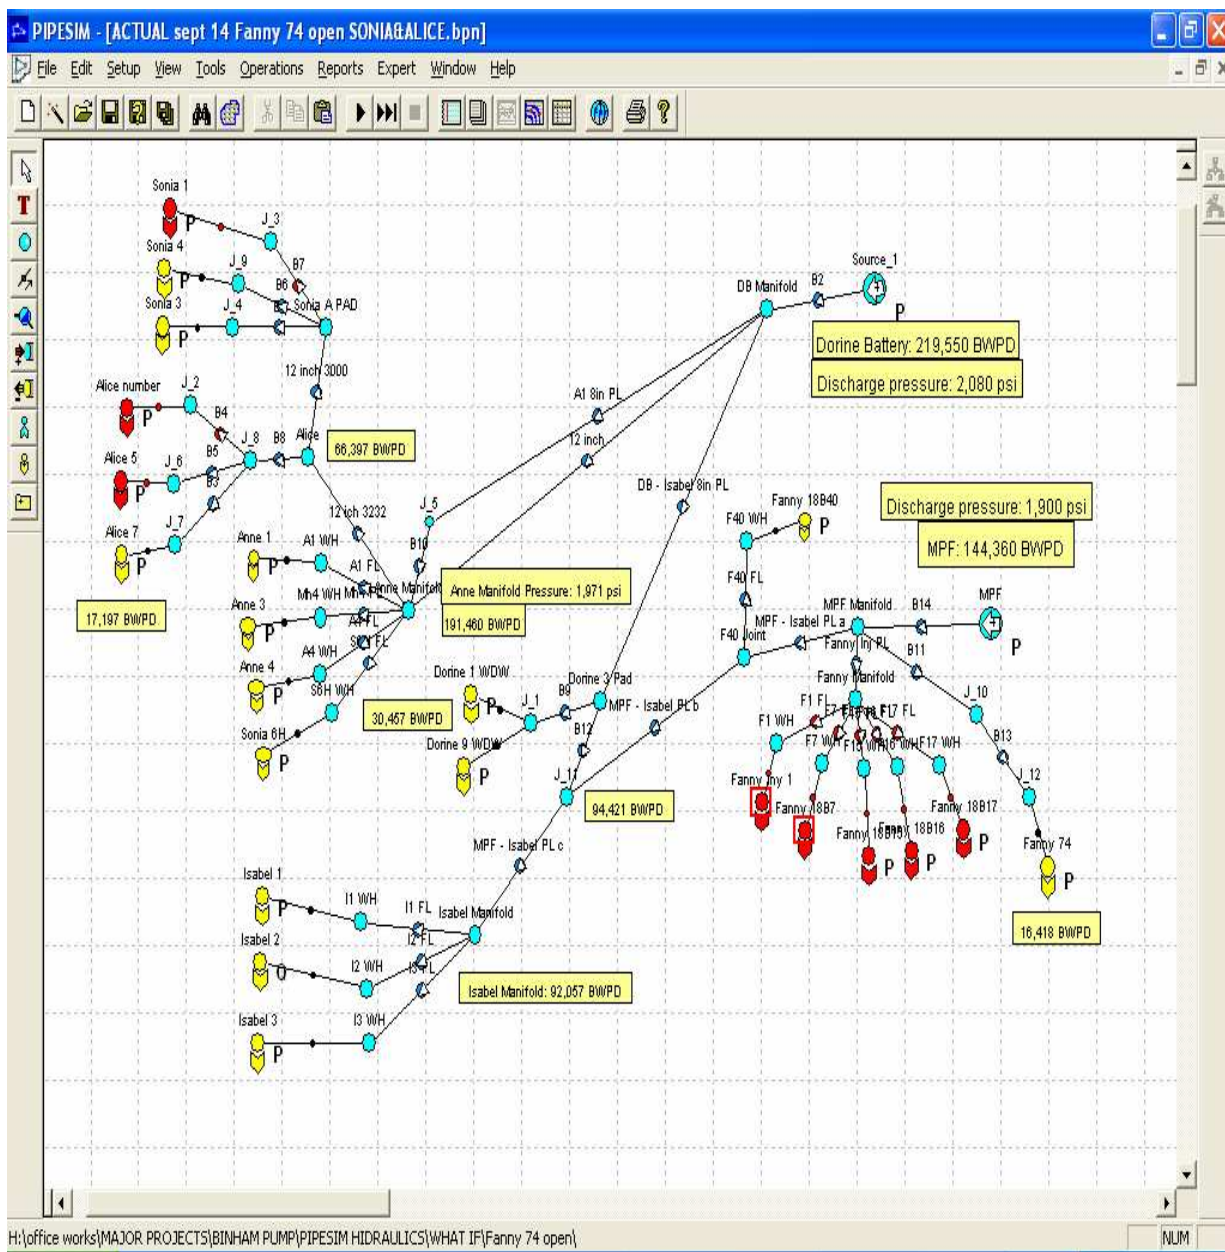 PIPESIM - [ACTUAL sept 14 Fanny 74 open SONIA&ALICE.bpn]
File Edit Setup View Tools Operations Reports Expert Window Help
Sonia 1
J_3
Sonia 4
J_9
B7
B6
Sonia 3
J_4
Sonia A PAD
Source_1
B2
DB Manifold
P
P
P
P
Dorine Battery: 219,550 BWPD
Discharge pressure: 2,080 psi
12 inch 3000
Alice number
J_2
P
B4
A1 8in PL
12 inch
J_8
B8
Alice
66,397 BWPD
Alice 5
J_6
B5
P
B3
DB - Isabel 8in PL
Alice 7
J_7
P
12 ich 3232
J_5
Fanny 18B40
P
F40 WH
Discharge pressure: 1,900 psi
MPF: 144,360 BWPD
Anne 1
A1 WH
P
A1 FL
B10
F40 FL
Anne Manifold
Anne Manifold Pressure: 1,971 psi
17,197 BWPD
Anne 3
Mh4 WH
P
191,460 BWPD
MPF Manifold
B14
MPF
P
MPF - Isabel PL a
F40 Joint
Fanny Inj PL
B11
Anne 4
A4 WH
P
A4 FL
Dorine 1 WDW
P
J_1
B9
Dorine 3 Pad
Fanny Manifold
J_10
S6H WH
30,457 BWPD
MPF - Isabel PL b
F1 FL
F1 WH
F7 WH
F17 WH
Sonia 6H
P
Dorine 9 WDW
P
B12
B13
J_11
94,421 BWPD
J_12
Fanny Iny 1
Fanny 18B7
Fanny 18B16
Fanny 18B17
P
P
P
Fanny 74
P
MPF - Isabel PL c
16,418 BWPD
Isabel 1
P
I1 WH
I1 FL
Isabel Manifold
Isabel 2
Q
I2 WH
I2 FL
Isabel Manifold: 92,057 BWPD
Isabel 3
P
I3 WH
I3 FL
H:\office works\MAJOR PROJECTS\BINHAM PUMP\PIPESIM HIDRAULICS\WHAT IF\Fanny 74 open\
NUM